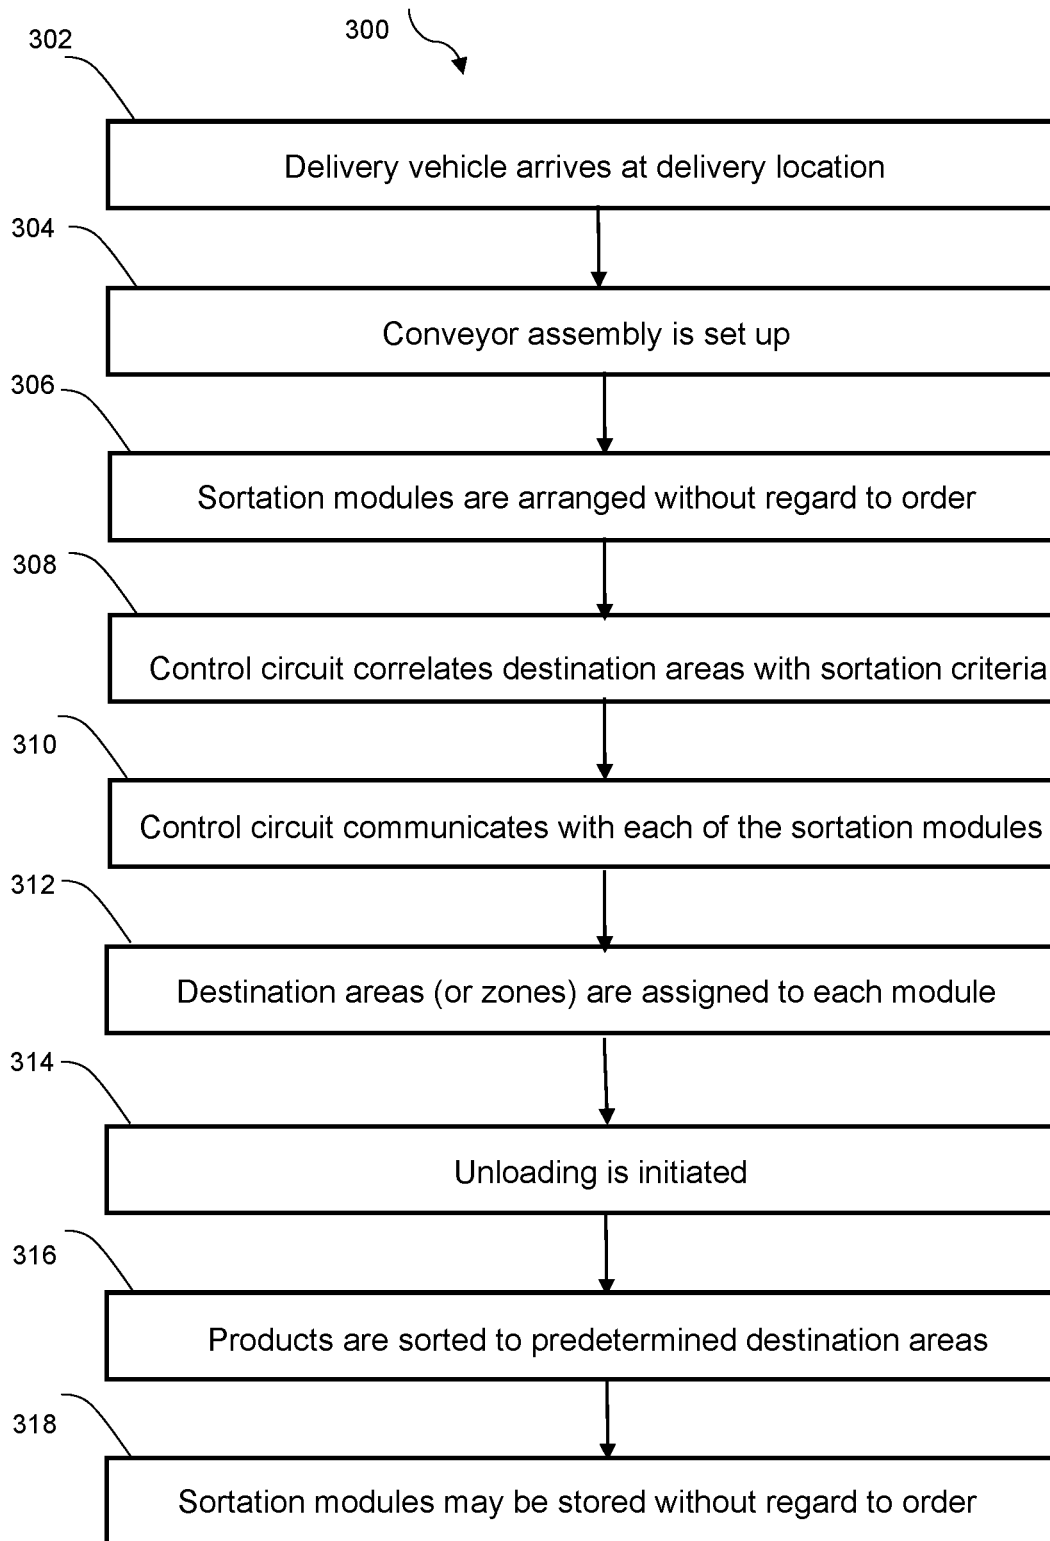 300
302
Delivery vehicle arrives at delivery location
304
Conveyor assembly is set up
306
Sortation modules are arranged without regard to order
308
Control circuit correlates destination areas with sortation criteria
310
Control circuit communicates with each of the sortation modules
312
Destination areas (or zones) are assigned to each module
314
Unloading is initiated
316
Products are sorted to predetermined destination areas
318
Sortation modules may be stored without regard to order